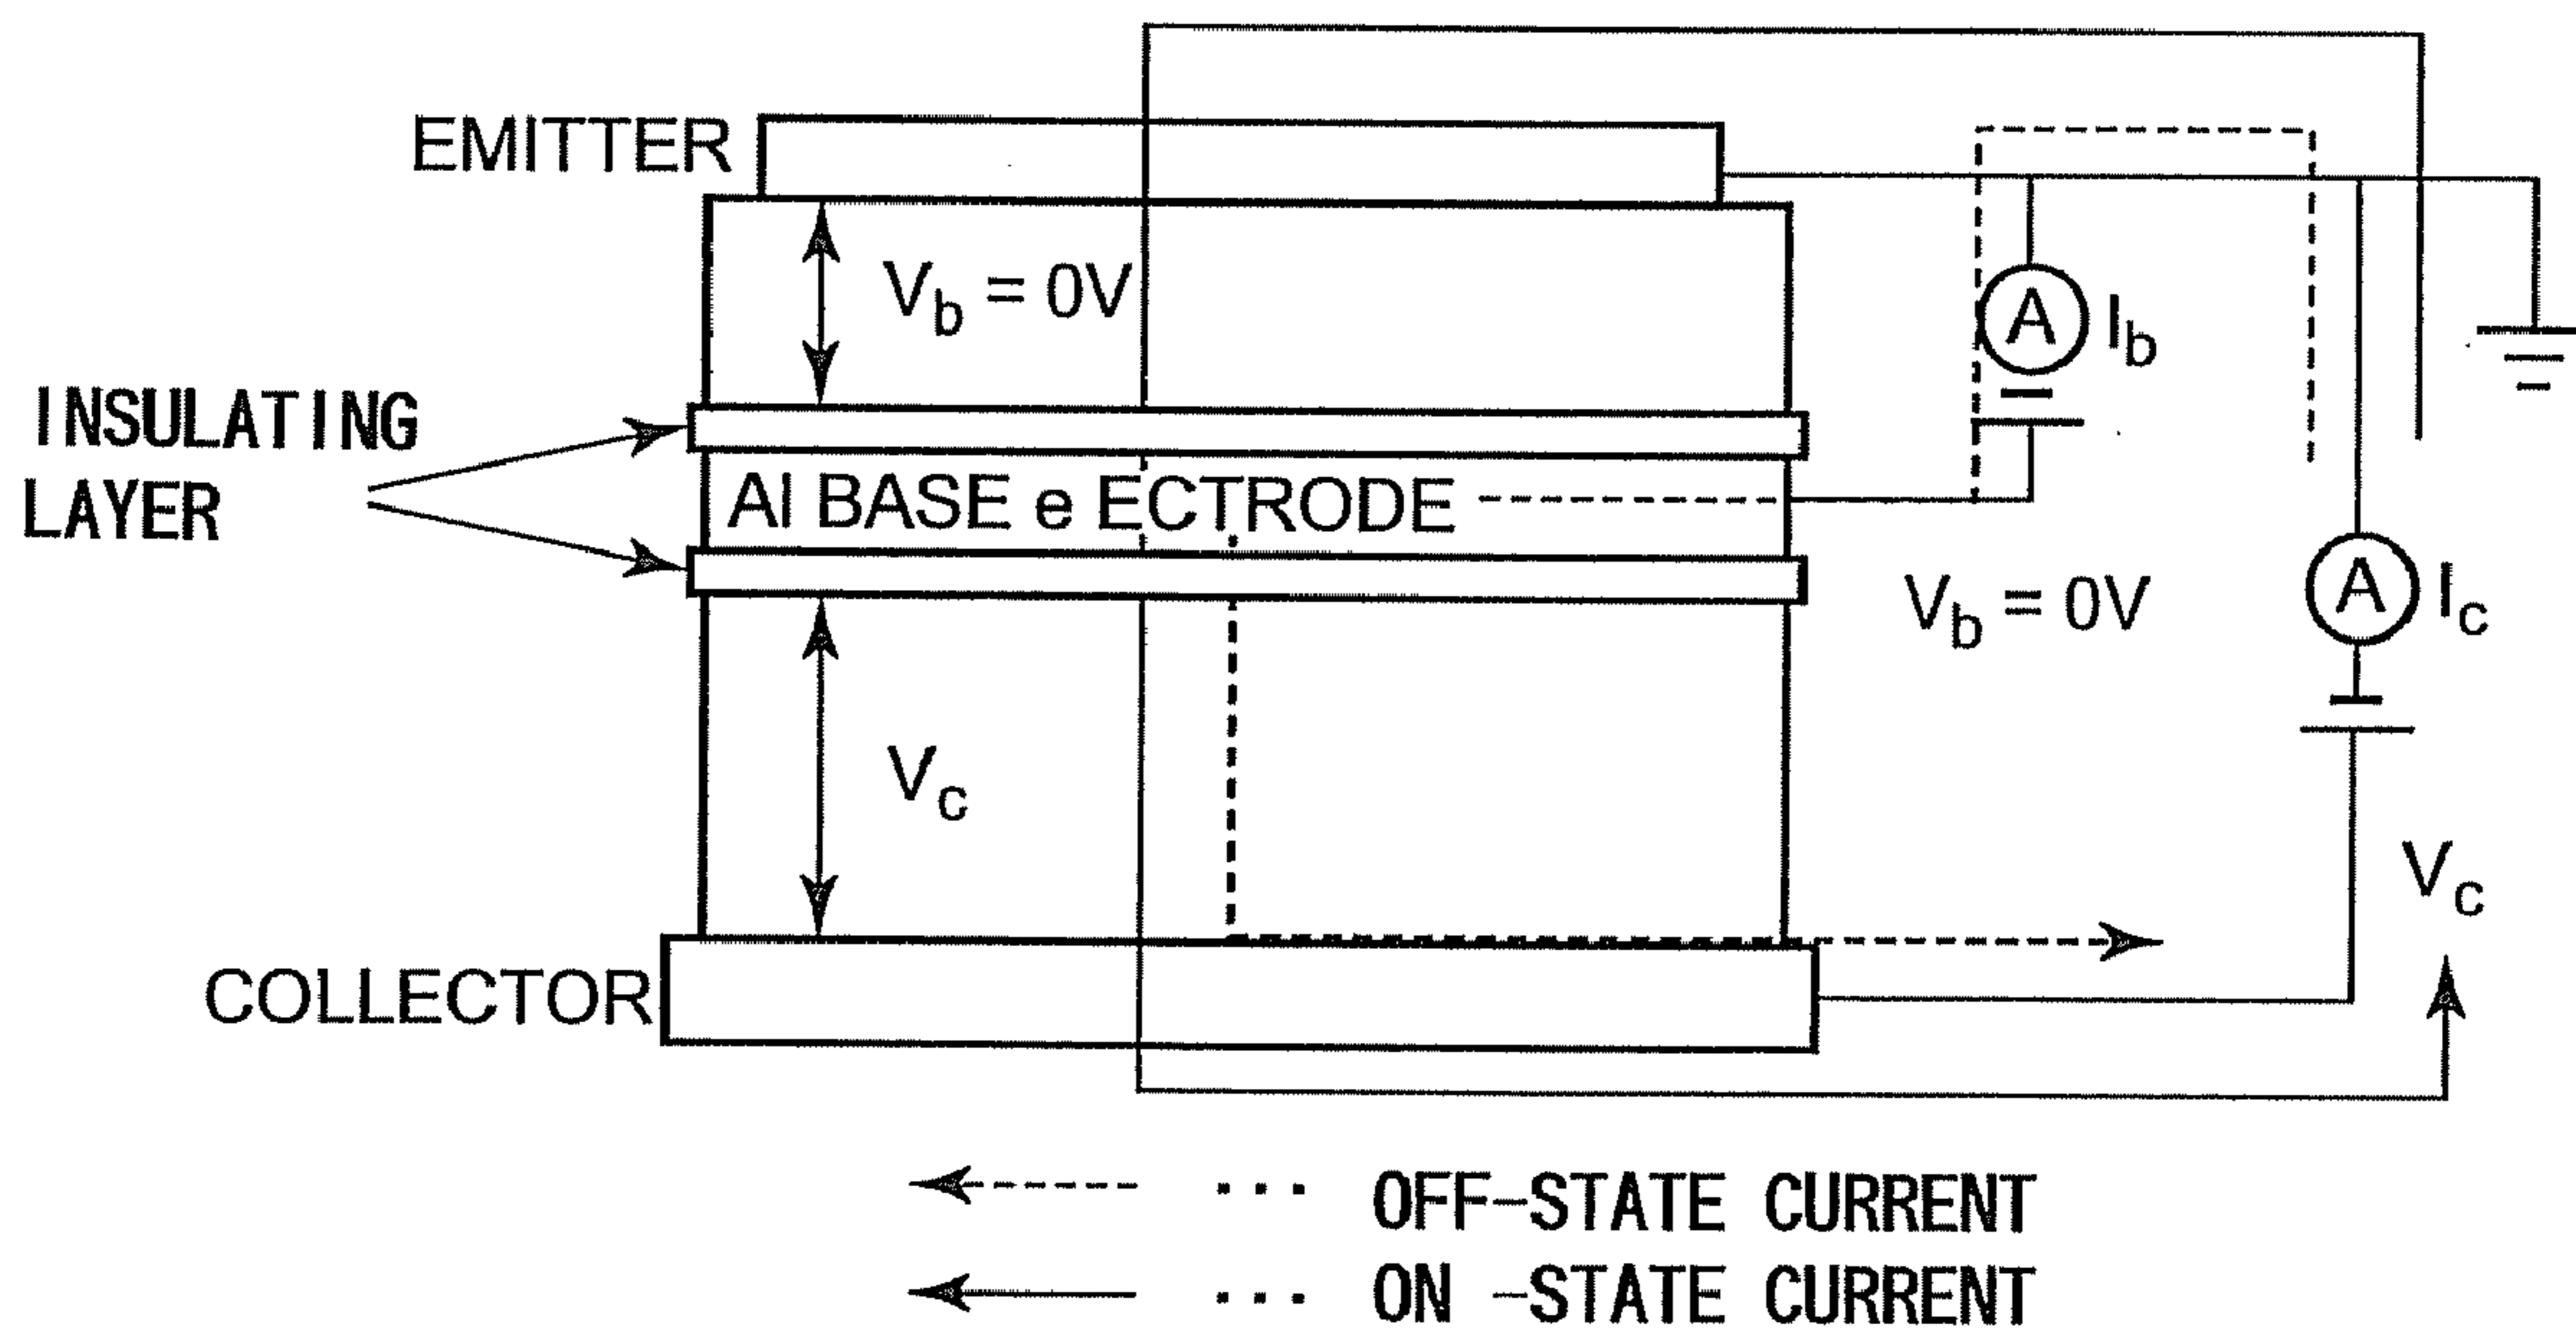 EMITTER
V_b = 0V
A I_b
INSULATING
LAYER
Al BASE e ECTRODE
V_b = 0V
A I_c
V_c
V_c
COLLECTOR
... OFF-STATE CURRENT
... ON -STATE CURRENT